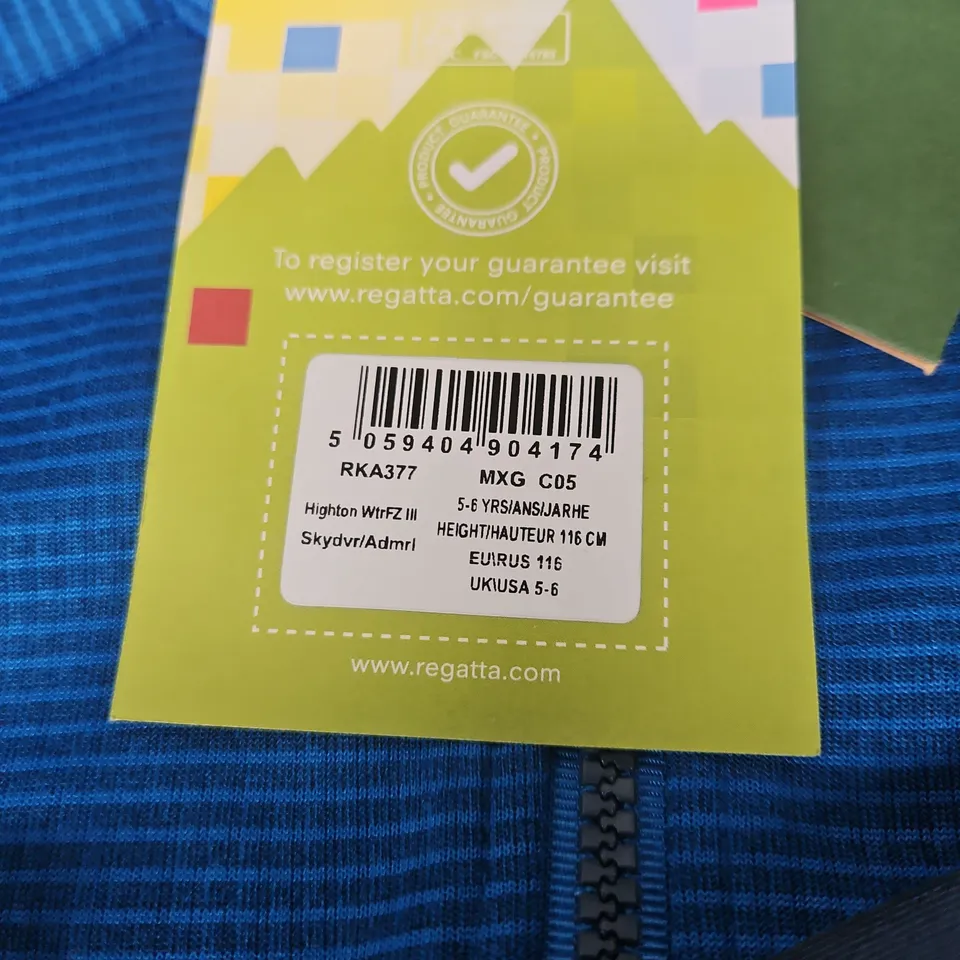 PRODUCT GUARANTEE • PRODUCT GUARANTEE •
To register your guarantee visit
www.regatta.com/guarantee
5 059404 904174
RKA377 MXG C05
5-6 YRS/ANS/JARHE
Highton WtrFZ III
HEIGHT/HAUTEUR 116 CM
Skydvr/Admrl
EU\RUS 116
UK\USA 5-6
www.regatta.com